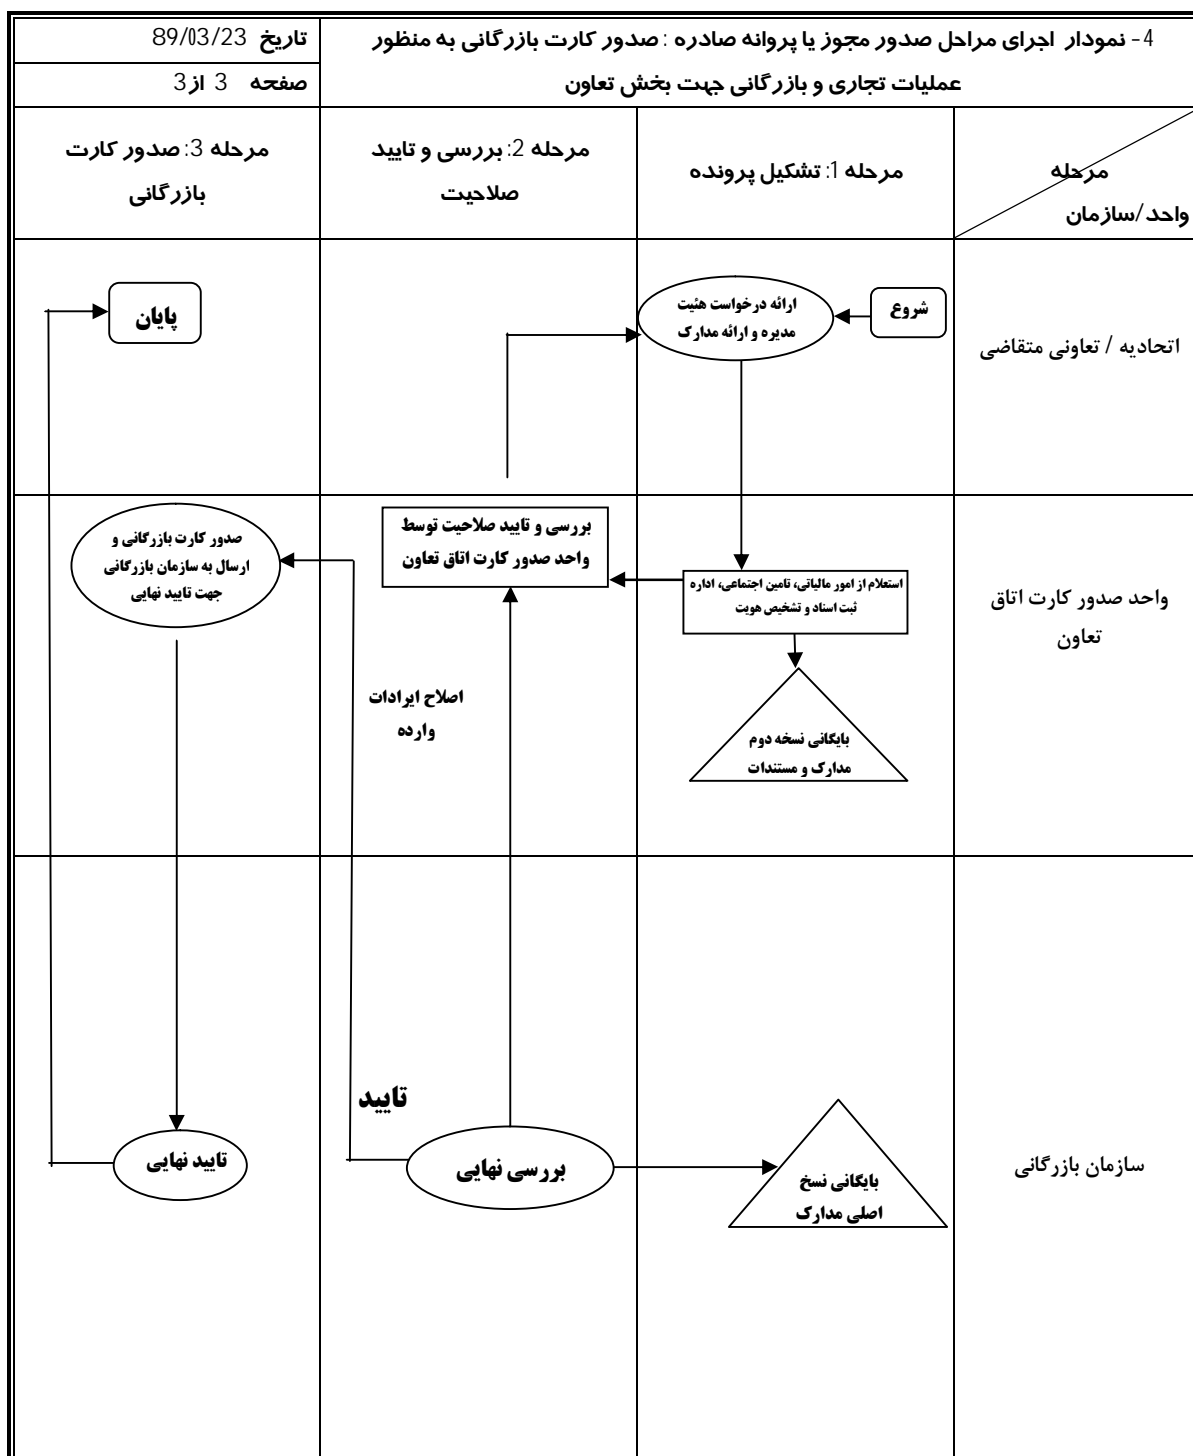 4- نمودار اجرای مراحل صدور مجوز یا پروانه صادره : صدور کارت بازرگانی به منظور
عملیات تجاری و بازرگانی جهت بخش تعاون
تاریخ 89/03/23
صفحه 3 از 3
مرحله
واحد/سازمان
مرحله 1: تشکیل پرونده
مرحله 2: بررسی و تایید
صلاحیت
مرحله 3: صدور کارت
بازرگانی
اتحادیه / تعاونی متقاضی
شروع
ارائه درخواست هئیت
مدیره و ارائه مدارک
پایان
واحد صدور کارت اتاق
تعاون
استعلام از امور مالیاتی، تامین اجتماعی، اداره
ثبت اسناد و تشخیص هویت
بایگانی نسخه دوم
مدارک و مستندات
بررسی و تایید صلاحیت توسط
واحد صدور کارت اتاق تعاون
اصلاح ایرادات
وارده
صدور کارت بازرگانی و
ارسال به سازمان بازرگانی
جهت تایید نهایی
سازمان بازرگانی
بایگانی نسخ
اصلی مدارک
تایید
بررسی نهایی
تایید نهایی